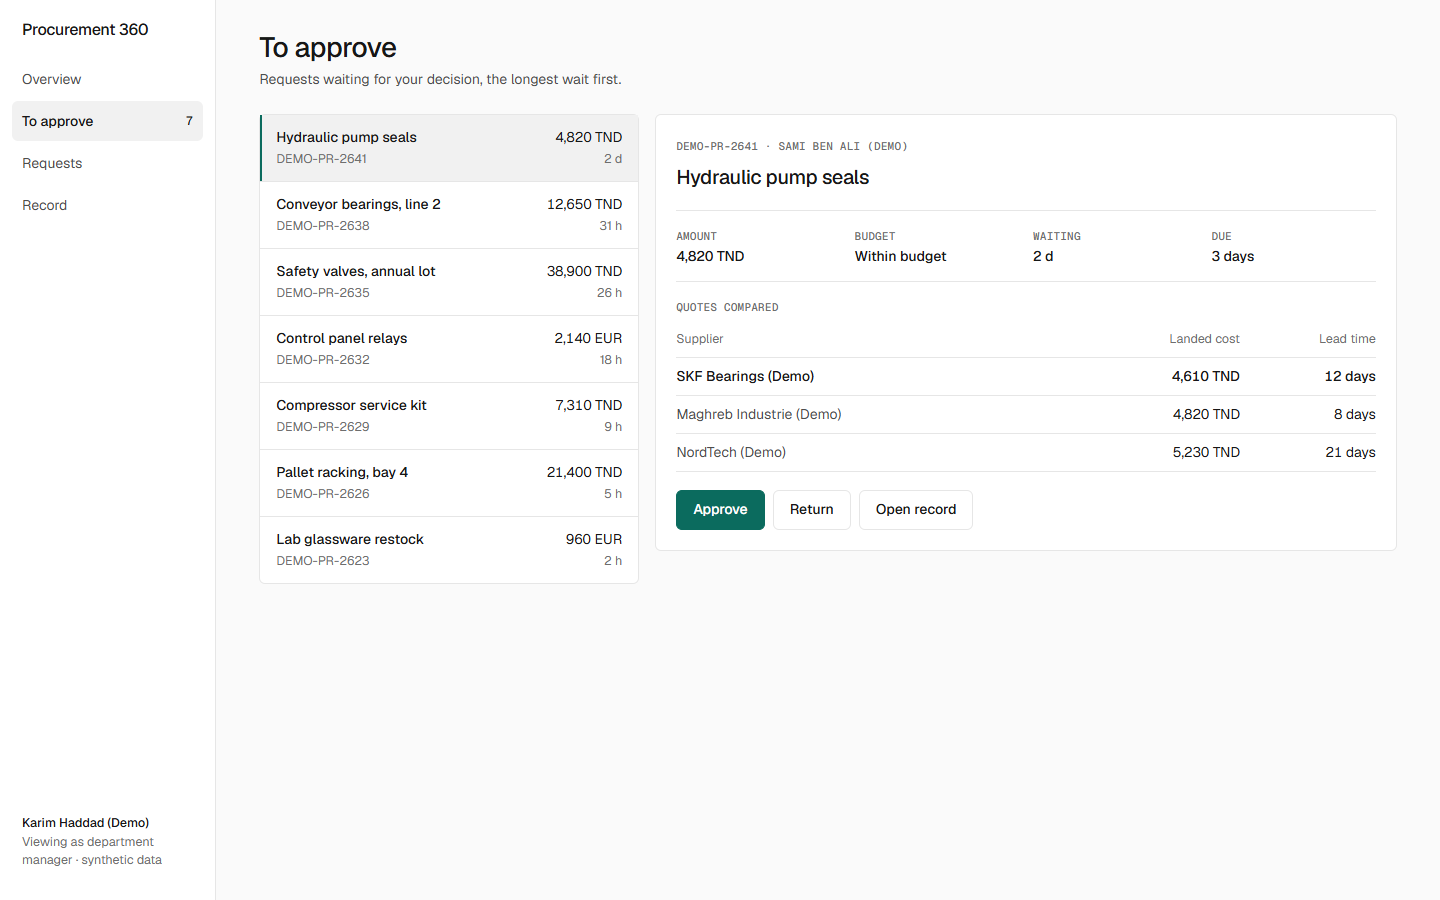 Procurement 360
Overview
To approve 7
Requests
Record
Karim Haddad (Demo)
Viewing as department
manager · synthetic data
To approve
Requests waiting for your decision, the longest wait first.
Hydraulic pump seals 4,820 TND
DEMO-PR-2641 2 d
Conveyor bearings, line 2 12,650 TND
DEMO-PR-2638 31 h
Safety valves, annual lot 38,900 TND
DEMO-PR-2635 26 h
Control panel relays 2,140 EUR
DEMO-PR-2632 18 h
Compressor service kit 7,310 TND
DEMO-PR-2629 9 h
Pallet racking, bay 4 21,400 TND
DEMO-PR-2626 5 h
Lab glassware restock 960 EUR
DEMO-PR-2623 2 h
DEMO-PR-2641 · SAMI BEN ALI (DEMO)
Hydraulic pump seals
AMOUNT BUDGET WAITING DUE
4,820 TND Within budget 2 d 3 days
QUOTES COMPARED
Supplier Landed cost Lead time
SKF Bearings (Demo) 4,610 TND 12 days
Maghreb Industrie (Demo) 4,820 TND 8 days
NordTech (Demo) 5,230 TND 21 days
Approve Return Open record